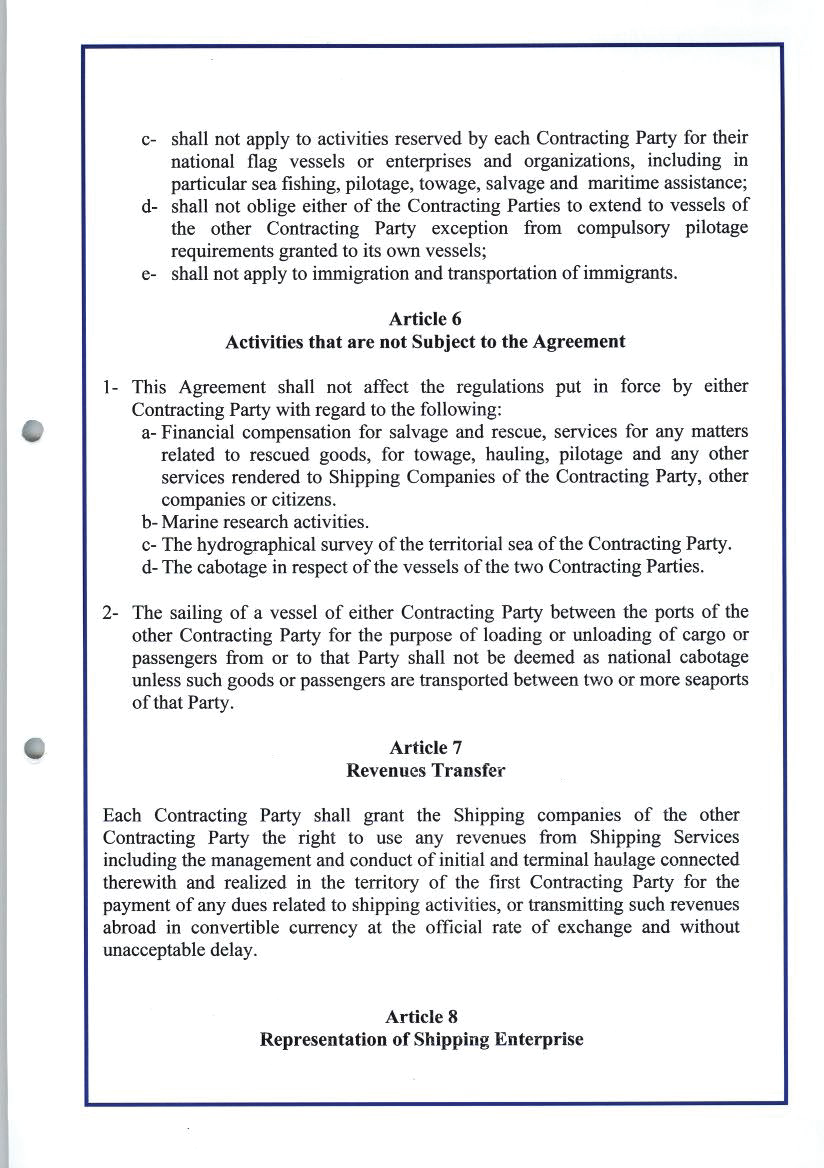 c- shall not apply to activities reserved by each Contracting Party for their
national flag vessels or enterprises and organizations, including in
particular sea fishing, pilotage, towage, salvage and maritime assistance;
d- shall not oblige either of the Contracting Parties to extend to vessels of
the other Contracting Party exception from compulsory pilotage
requirements granted to its own vessels;
e- shall not apply to immigration and transportation of immigrants.
Article 6
Activities that are not Subject to the Agreement
1- This Agreement shall not affect the regulations put in force by either
Contracting Party with regard to the following:
a- Financial compensation for salvage and rescue, services for any matters
related to rescued goods, for towage, hauling, pilotage and any other
services rendered to Shipping Companies of the Contracting Party, other
companies or citizens.
b- Marine research activities.
c- The hydrographical survey of the territorial sea of the Contracting Party.
d- The cabotage in respect of the vessels of the two Contracting Parties.
2- The sailing of a vessel of either Contracting Party between the ports of the
other Contracting Party for the purpose of loading or unloading of cargo or
passengers from or to that Party shall not be deemed as national cabotage
unless such goods or passengers are transported between two or more seaports
of that Party.
Article 7
Revenues Transfer
Each Contracting Party shall grant the Shipping companies of the other
Contracting Party the right to use any revenues from Shipping Services
including the management and conduct of initial and terminal haulage connected
therewith and realized in the territory of the first Contracting Party for the
payment of any dues related to shipping activities, or transmitting such revenues
abroad in convertible currency at the official rate of exchange and without
unacceptable delay.
Article 8
Representation of Shipping Enterprise